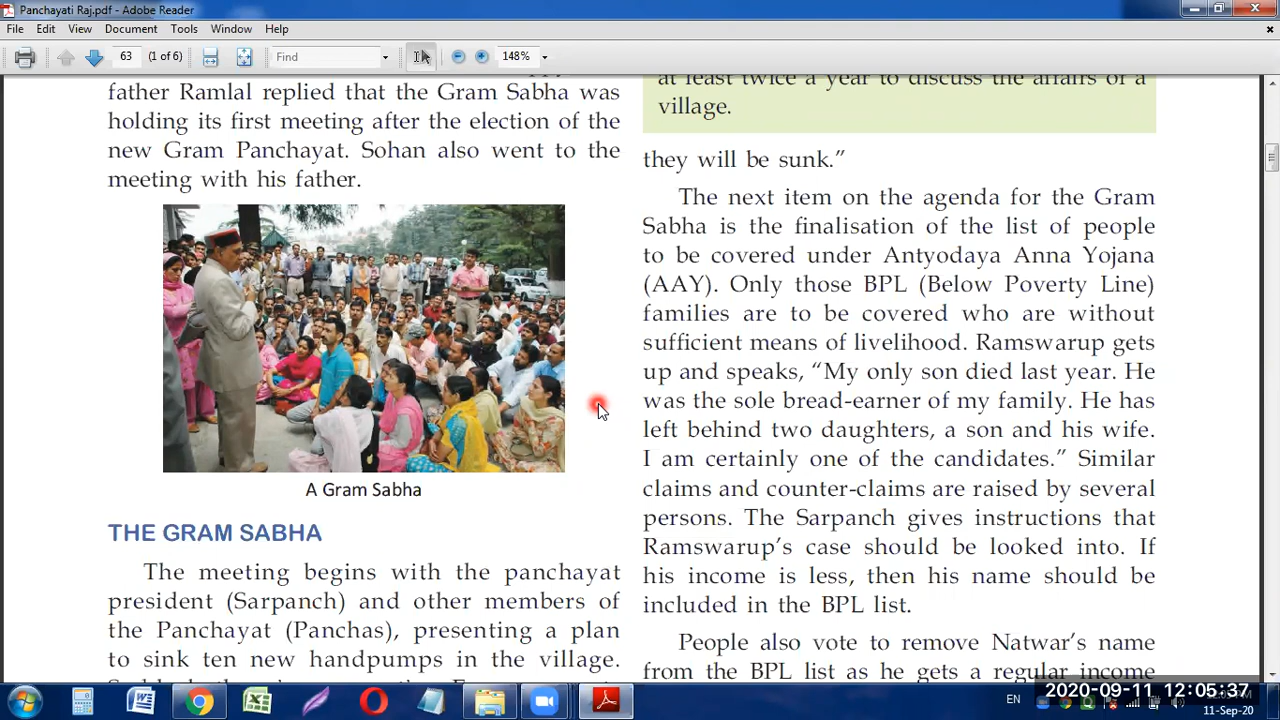 Panchayati Raj.pdf - Adobe Reader
File Edit View Document Tools Window Help
63 (1 of 6) Find 148%
father Ramlal replied that the Gram Sabha was
holding its first meeting after the election of the
new Gram Panchayat. Sohan also went to the
meeting with his father.
A Gram Sabha
THE GRAM SABHA
The meeting begins with the panchayat
president (Sarpanch) and other members of
the Panchayat (Panchas), presenting a plan
to sink ten new handpumps in the village.
at least twice a year to discuss the affairs of a
village.
they will be sunk.”
The next item on the agenda for the Gram
Sabha is the finalisation of the list of people
to be covered under Antyodaya Anna Yojana
(AAY). Only those BPL (Below Poverty Line)
families are to be covered who are without
sufficient means of livelihood. Ramswarup gets
up and speaks, “My only son died last year. He
was the sole bread-earner of my family. He has
left behind two daughters, a son and his wife.
I am certainly one of the candidates.” Similar
claims and counter-claims are raised by several
persons. The Sarpanch gives instructions that
Ramswarup’s case should be looked into. If
his income is less, then his name should be
included in the BPL list.
People also vote to remove Natwar’s name
from the BPL list as he gets a regular income
EN
2020-09-11 12:05:37
11-Sep-20